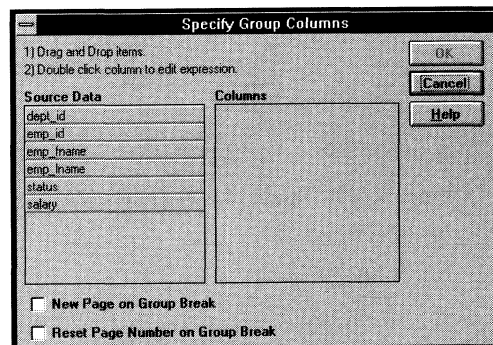 Specify Group Columns
1) Drag and Drop items.
2) Double click column to edit expression.
OK
Cancel
Help
Source Data
Columns
dept_id
emp_id
emp_fname
emp_lname
status
salary
New Page on Group Break
Reset Page Number on Group Break